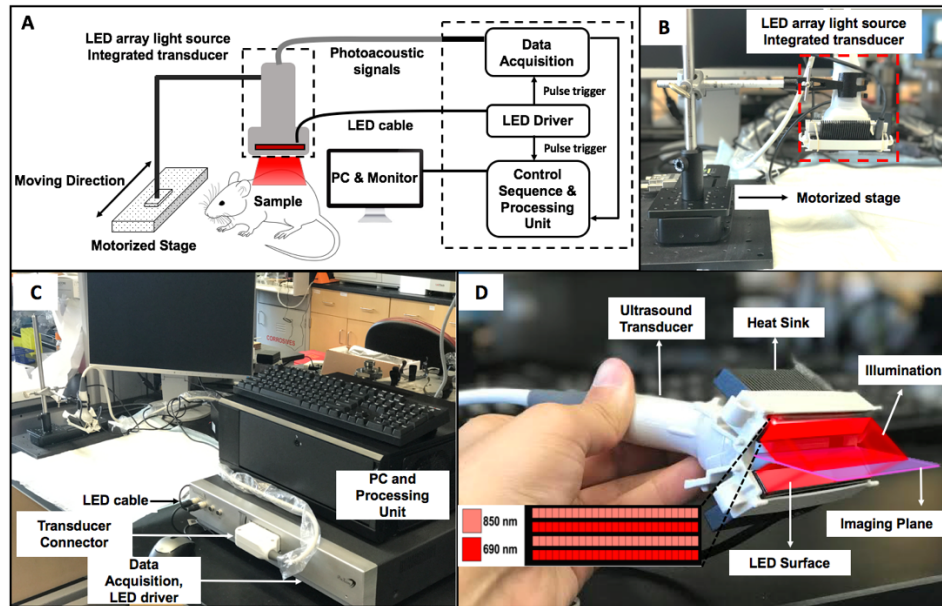 A
LED array light source
Integrated transducer
Photoacoustic
signals
Data
Acquisition
Pulse trigger
LED cable
LED Driver
Pulse trigger
Moving Direction
PC & Monitor
Control
Sequence &
Processing
Unit
Sample
Motorized Stage
B
LED array light source
Integrated transducer
Motorized stage
C
CORROSIVES
LED cable
PC and
Processing
Unit
Transducer
Connector
Data
Acquisition,
LED driver
D
Ultrasound
Transducer
Heat Sink
Illumination
850 nm
690 nm
Imaging Plane
LED Surface